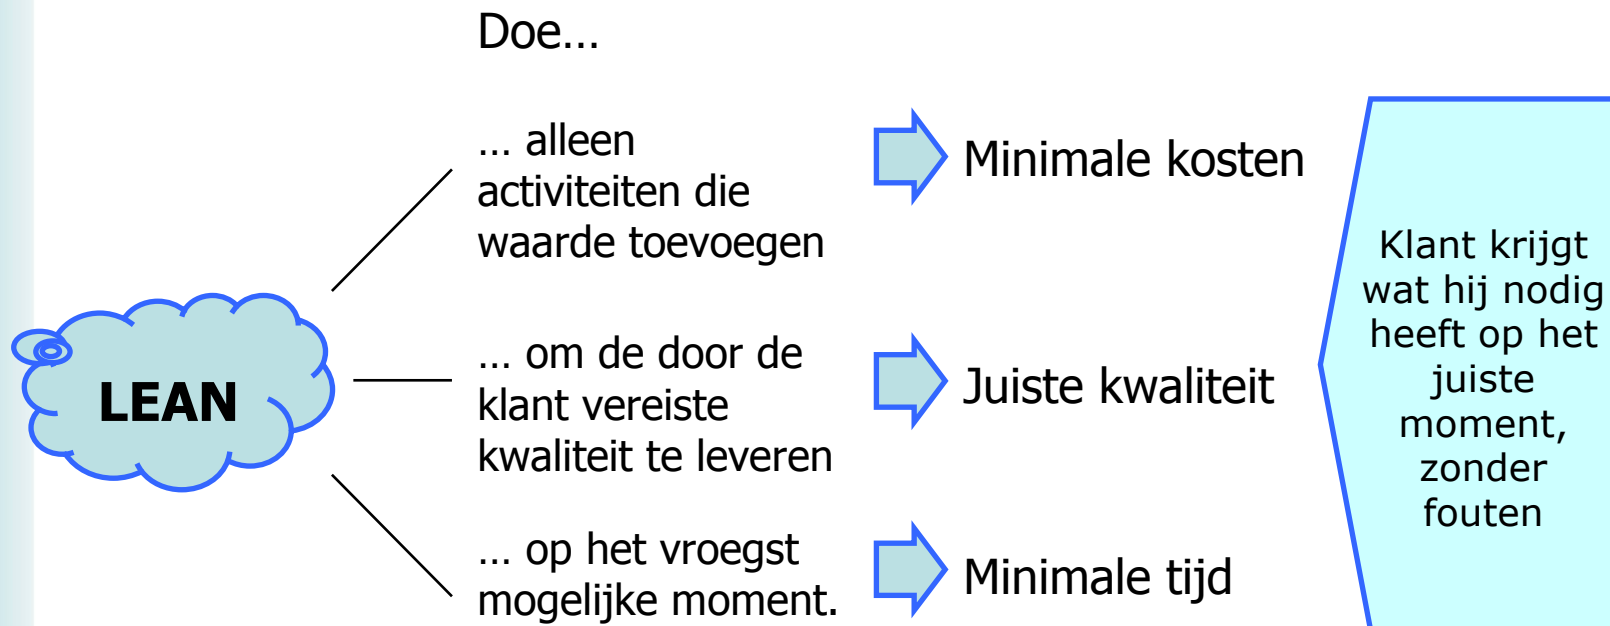 Doe...
... alleen
activiteiten die
waarde toevoegen
Minimale kosten
LEAN
... om de door de
klant vereiste
kwaliteit te leveren
Juiste kwaliteit
... op het vroegst
mogelijke moment.
Minimale tijd
Klant krijgt
wat hij nodig
heeft op het
juiste
moment,
zonder
fouten